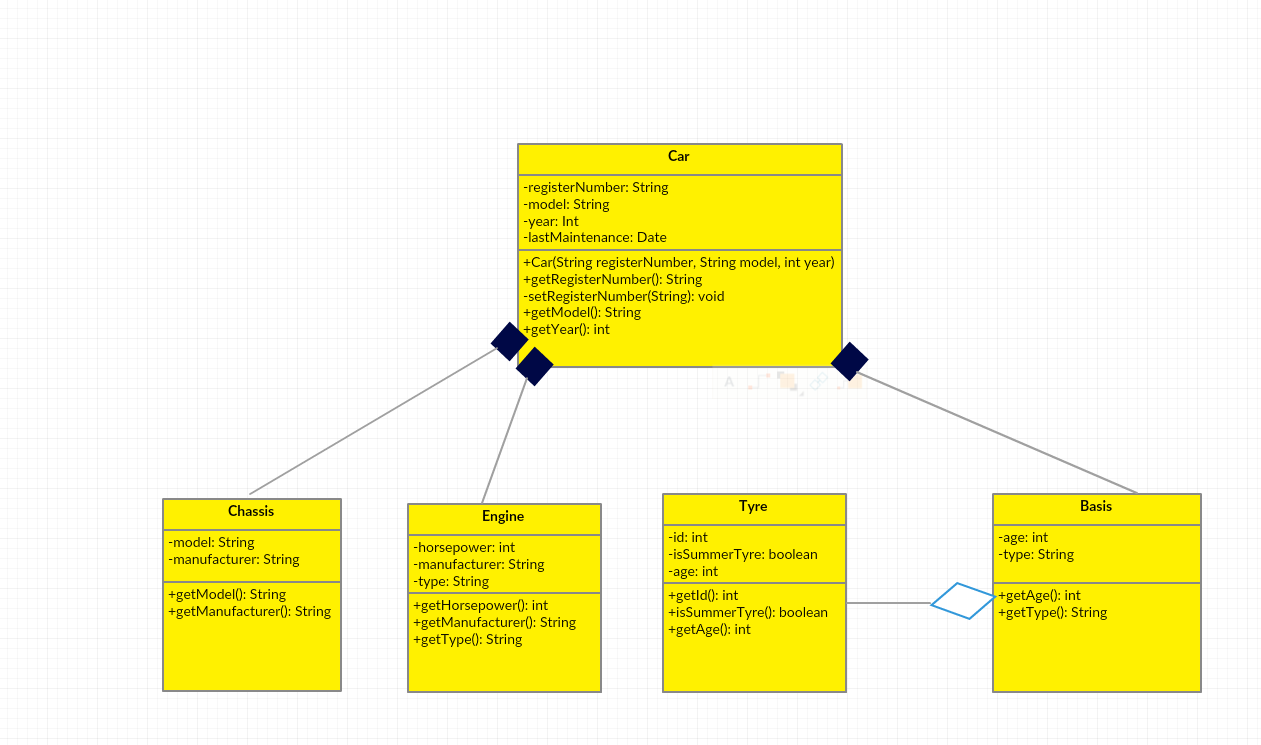 Car
-registerNumber: String
-model: String
-year: Int
-lastMaintenance: Date
+Car(String registerNumber, String model, int year)
+getRegisterNumber(): String
-setRegisterNumber(String): void
+getModel(): String
+getYear(): int
A
Chassis
-model: String
-manufacturer: String
+getModel(): String
+getManufacturer(): String
Engine
-horsepower: int
-manufacturer: String
-type: String
+getHorsepower(): int
+getManufacturer(): String
+getType(): String
Tyre
-id: int
-isSummerTyre: boolean
-age: int
+getId(): int
+isSummerTyre(): boolean
+getAge(): int
Basis
-age: int
-type: String
+getAge(): int
+getType(): String